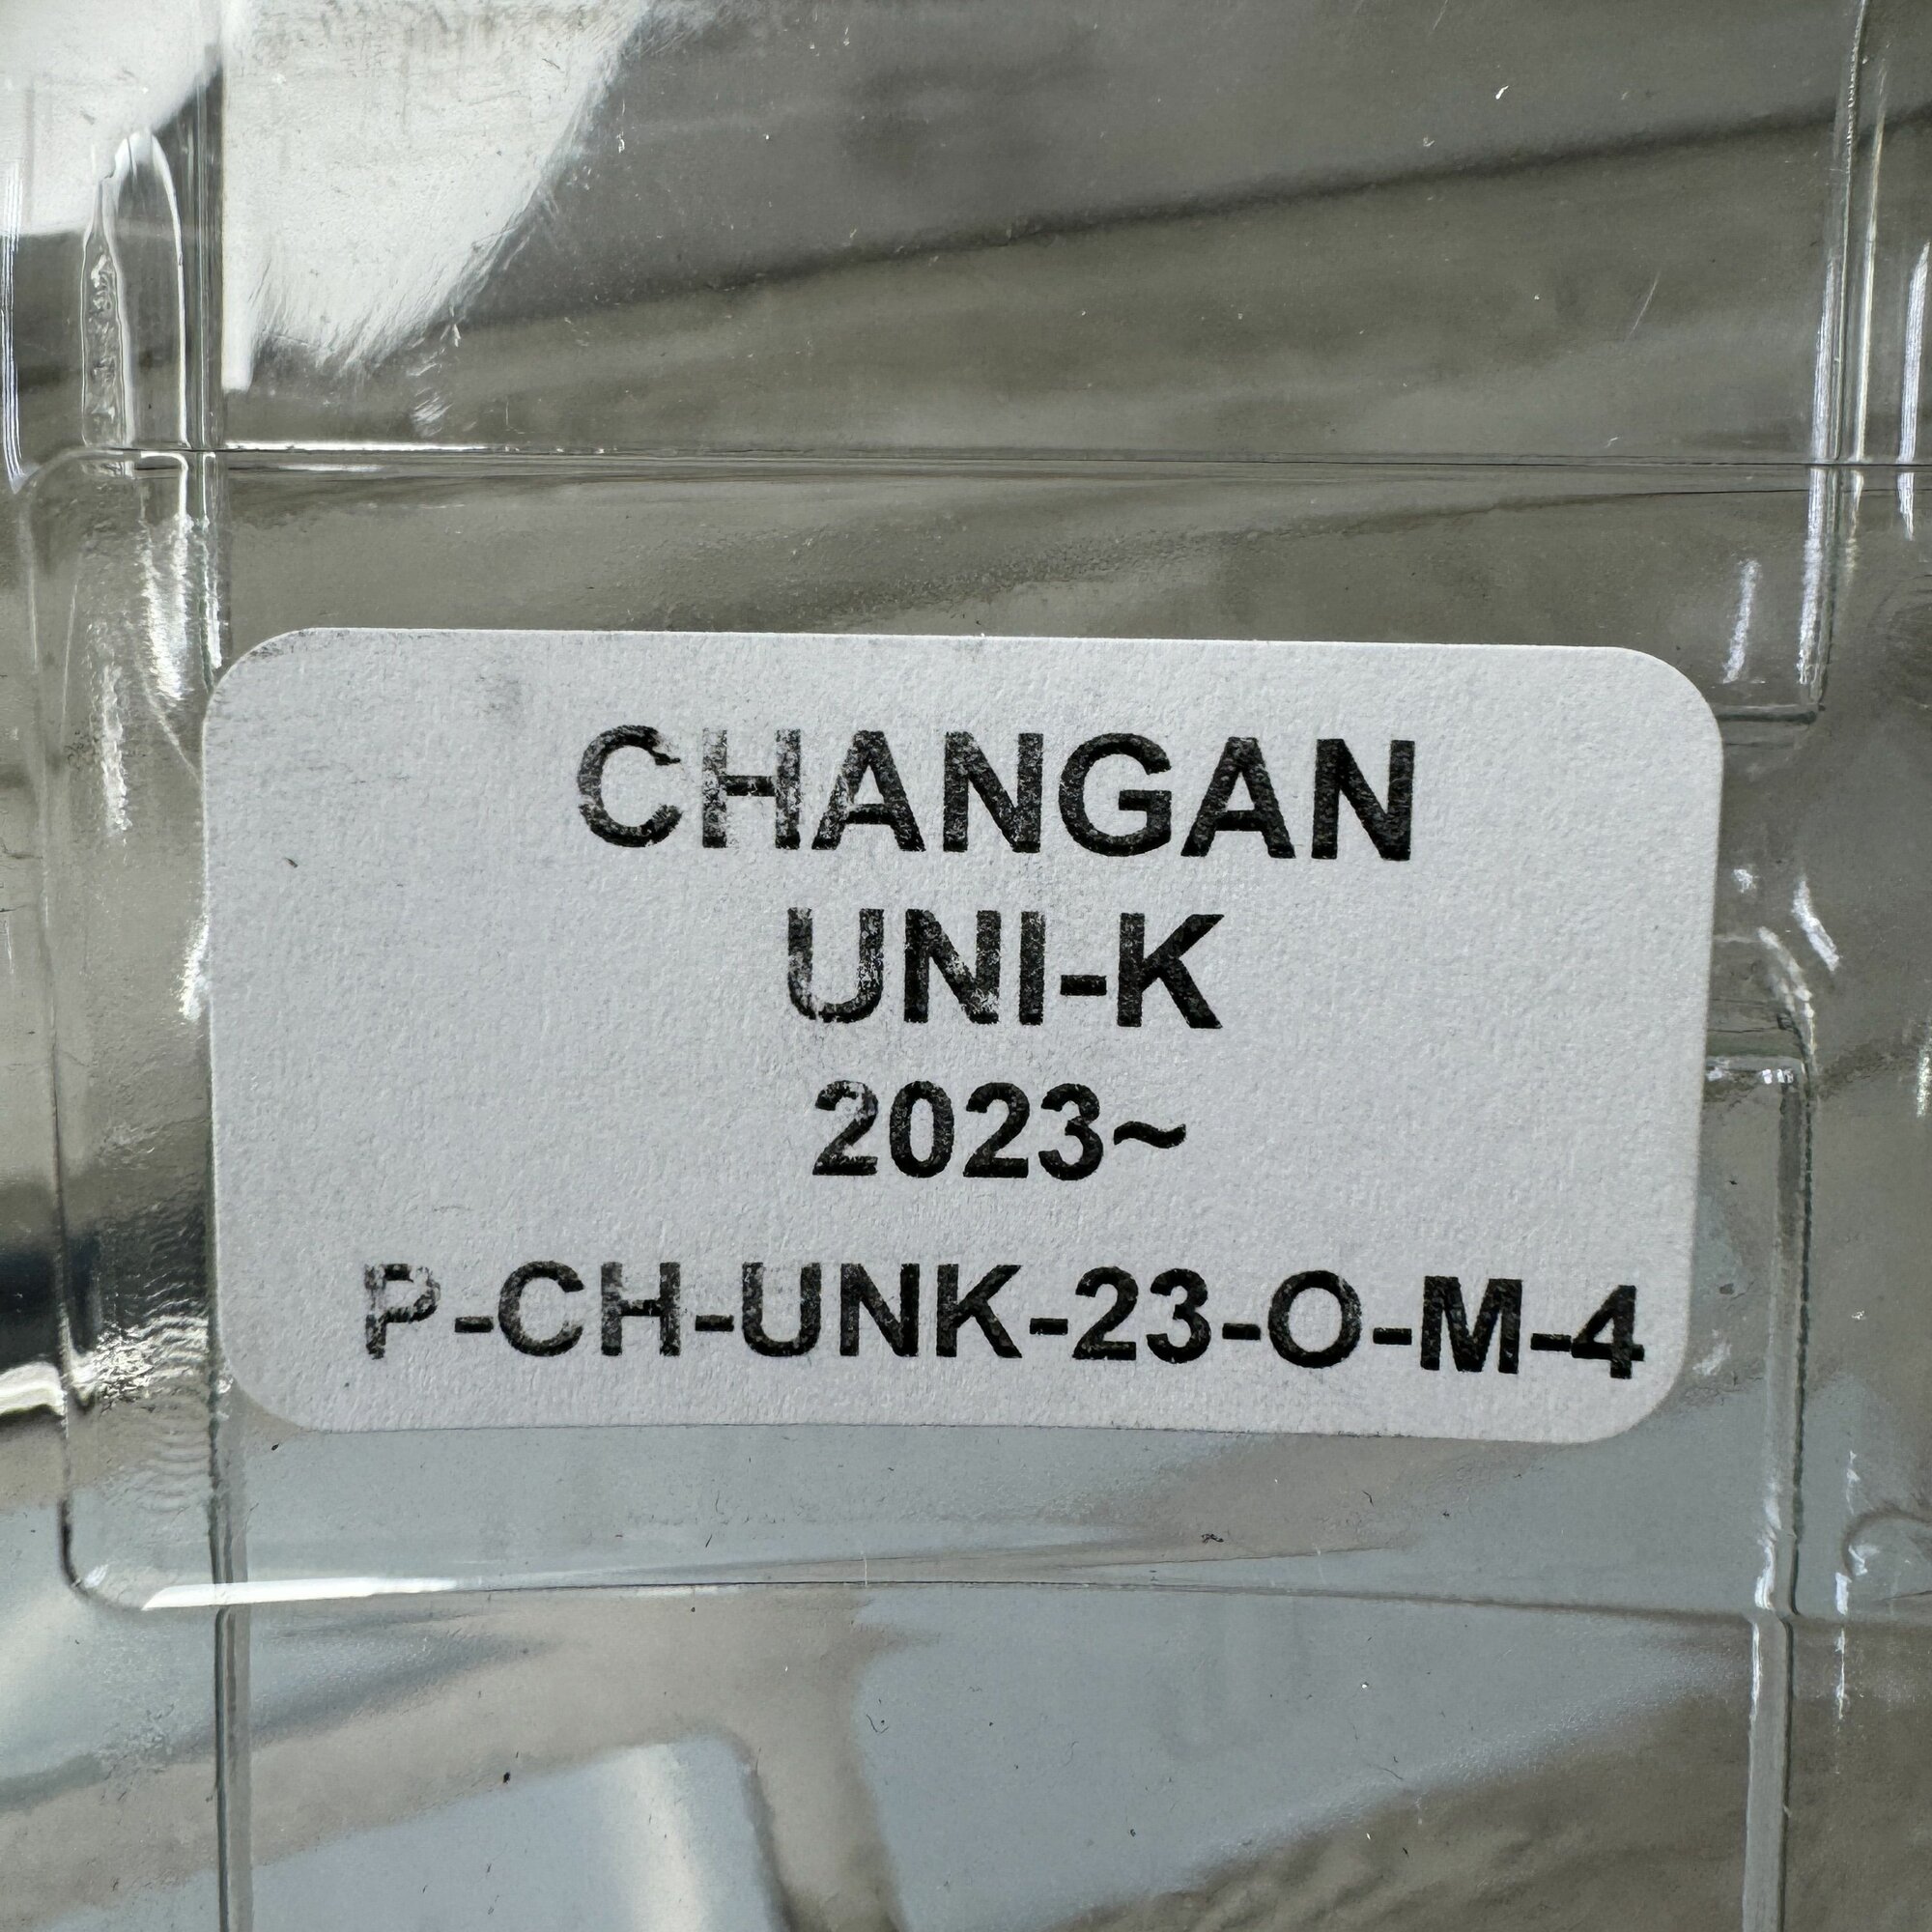 CHANGAN
UNI-K
2023~
P-CH-UNK-23-O-M-4